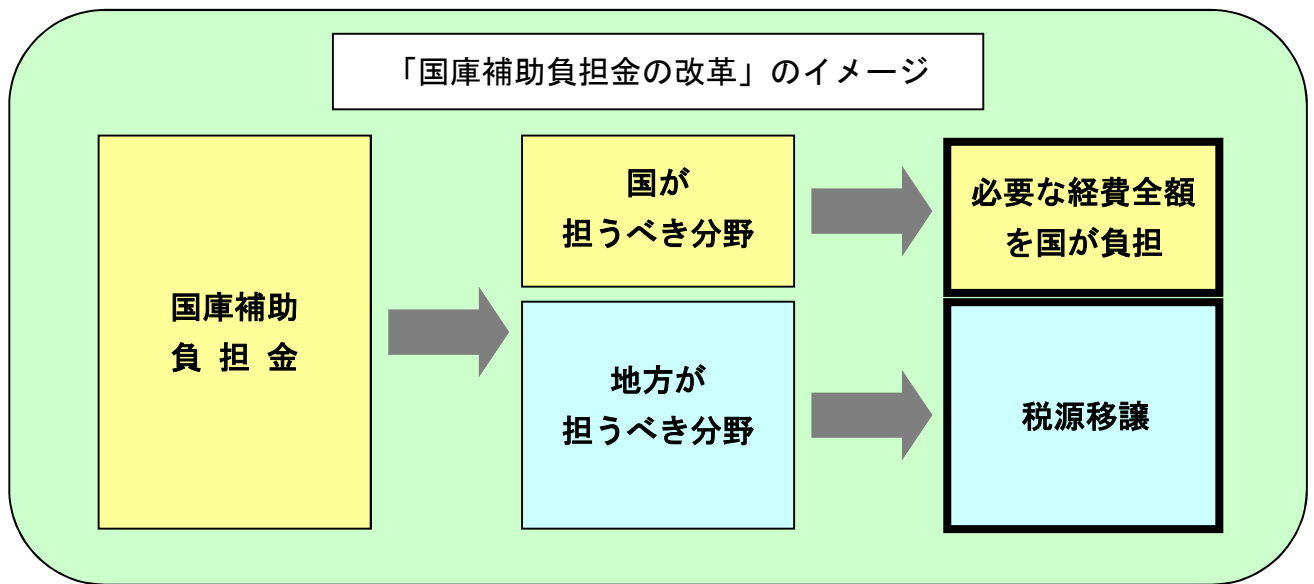 「国庫補助負担金の改革」のイメージ
国庫補助
負 担 金
国が
担うべき分野
地方が
担うべき分野
必要な経費全額
を国が負担
税源移譲